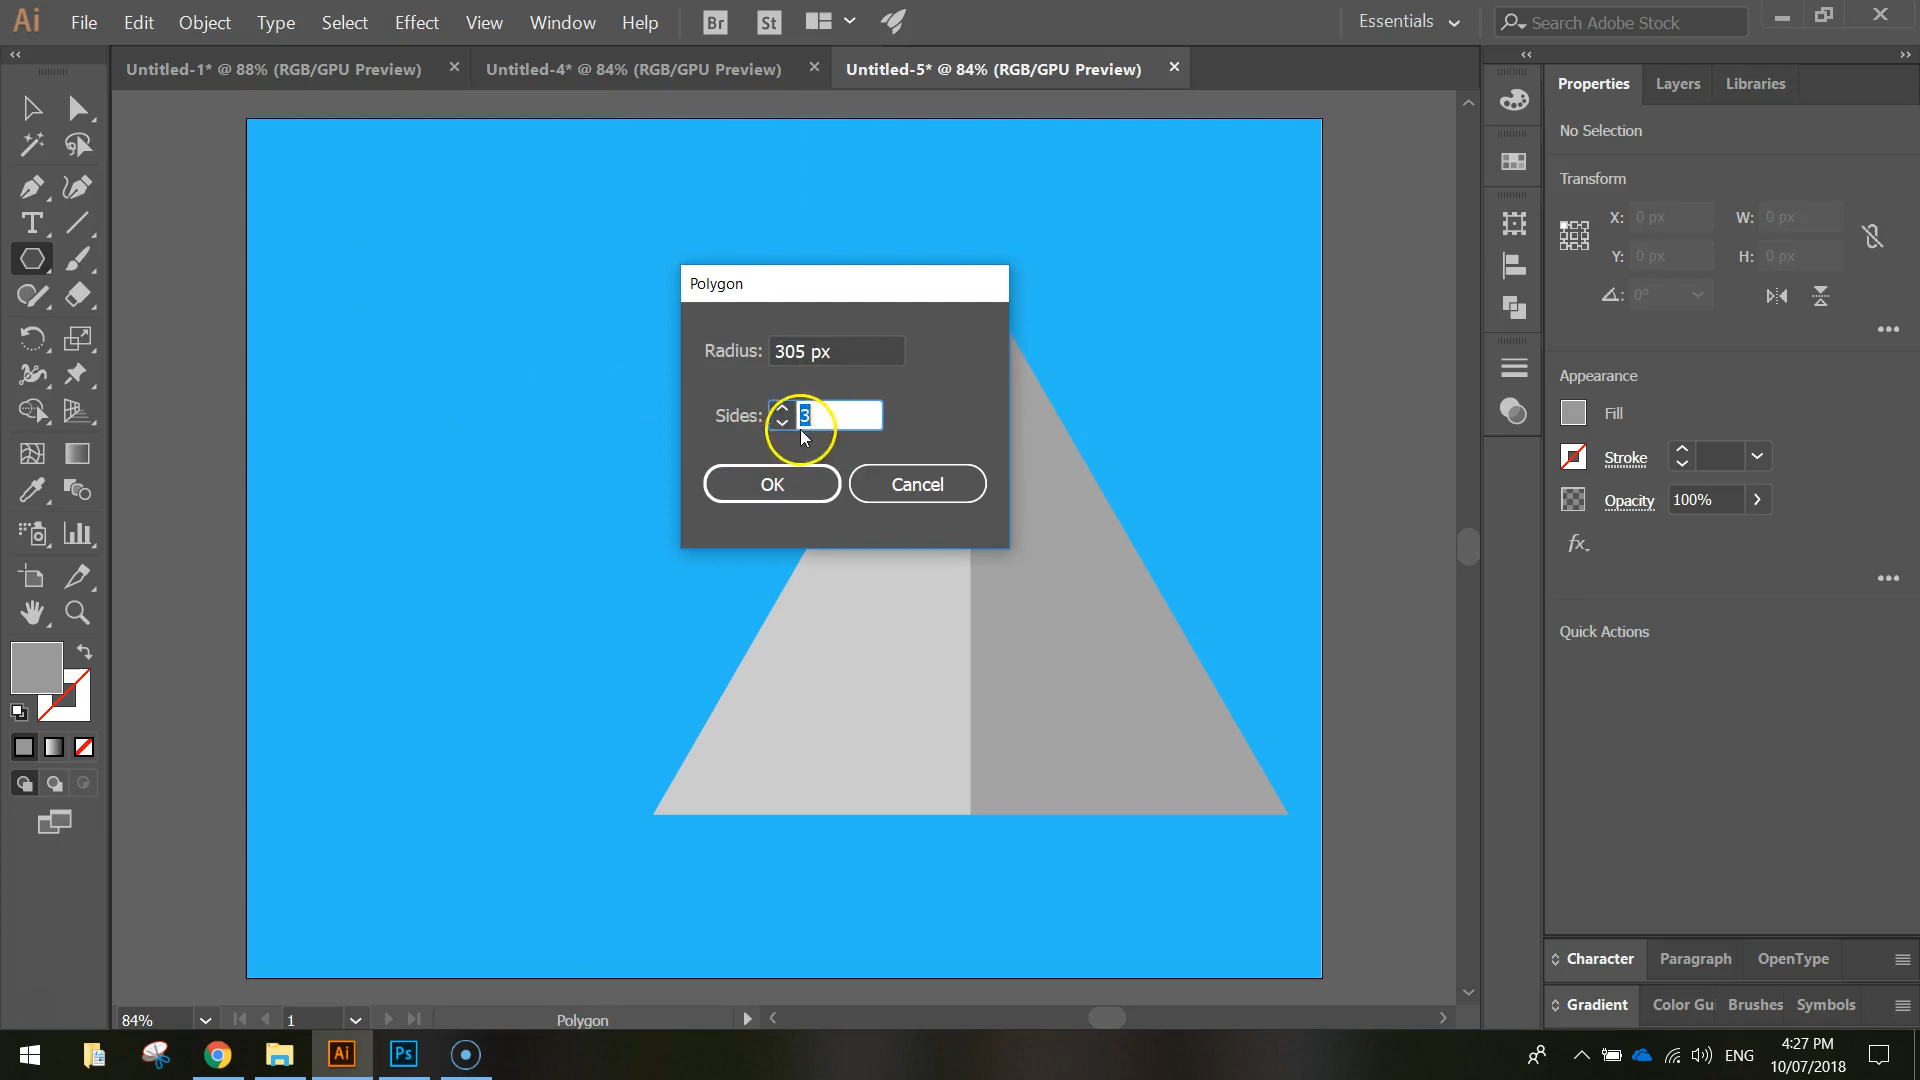 Ai File Edit Object Type Select Effect View Window Help Br St Essentials Search Adobe Stock
Untitled-1* @ 88% (RGB/GPU Preview) Untitled-4* @ 84% (RGB/GPU Preview) Untitled-5* @ 84% (RGB/GPU Preview)
Properties Layers Libraries
No Selection
Transform
X: 0 px W: 0 px
Y: 0 px H: 0 px
0°
Appearance
Fill
Stroke
Opacity 100%
fx
Quick Actions
Polygon
Radius: 305 px
Sides: 3
OK Cancel
Character Paragraph OpenType
Gradient Color Gui Brushes Symbols
84% 1 Polygon
Ai Ps ENG 4:27 PM
10/07/2018